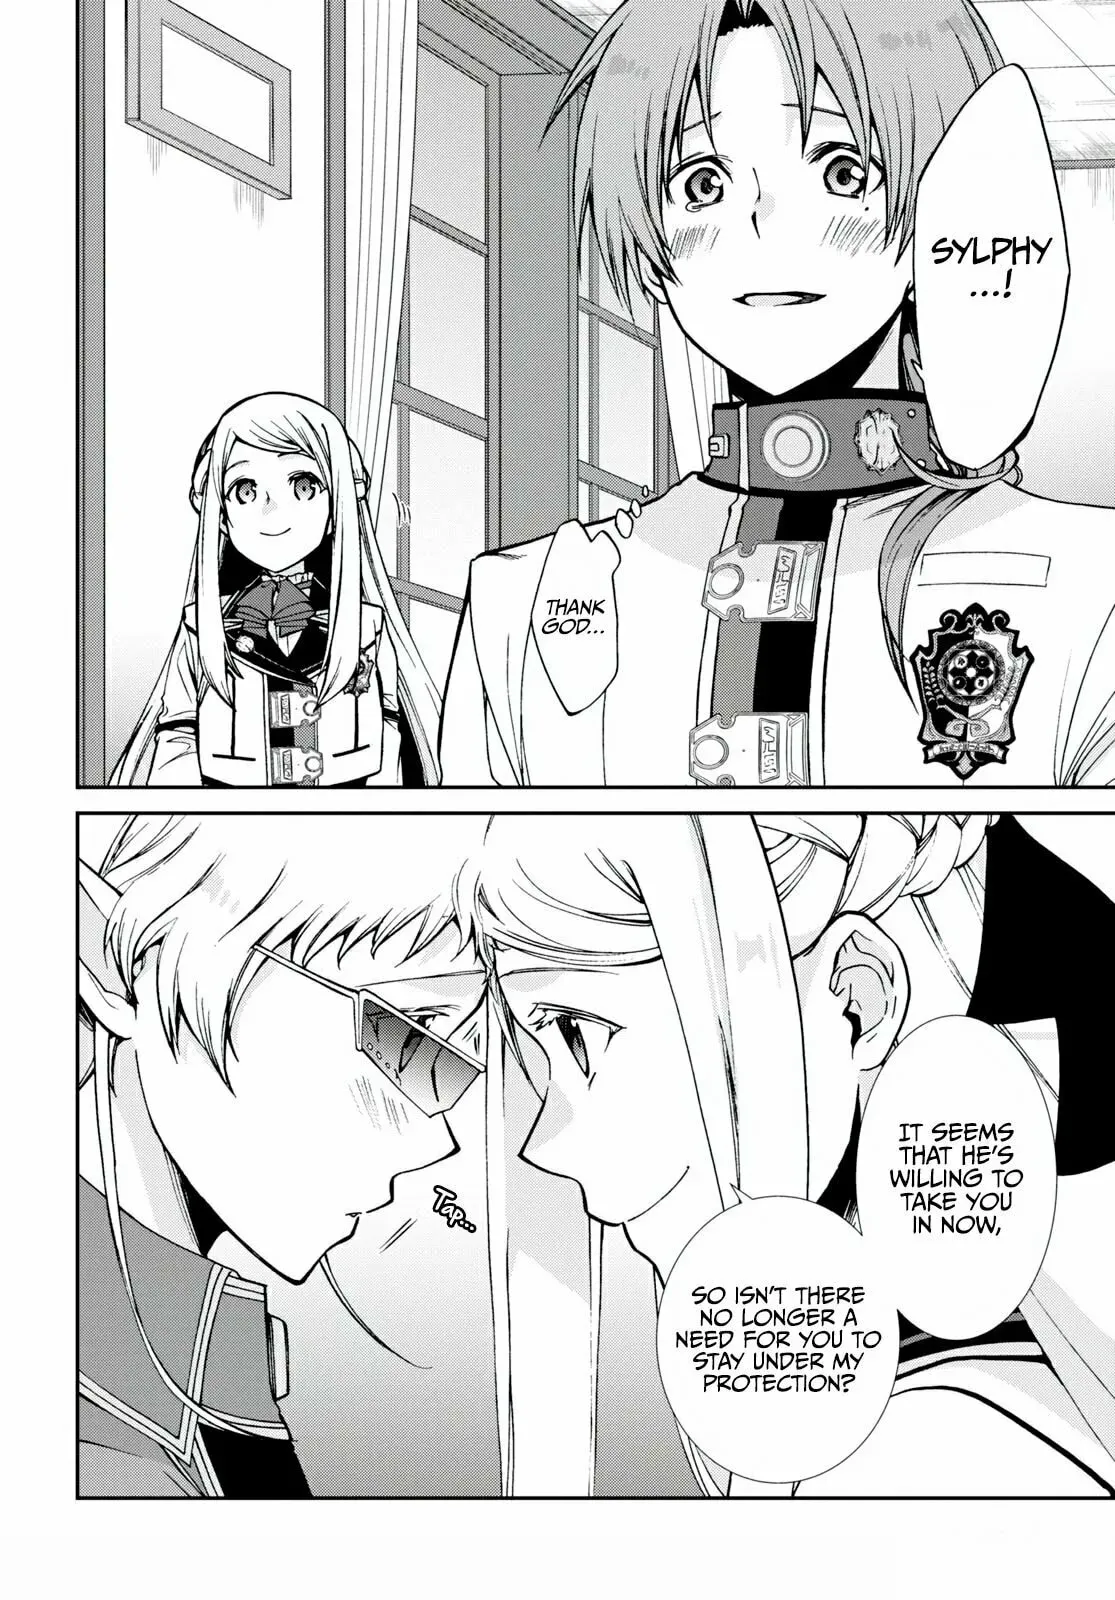 SYLPHY
...!
THANK
GOD...
IT SEEMS
THAT HE'S
WILLING TO
TAKE YOU
IN NOW,
SO ISN'T THERE
NO LONGER A
NEED FOR YOU TO
STAY UNDER MY
PROTECTION?
TAP...